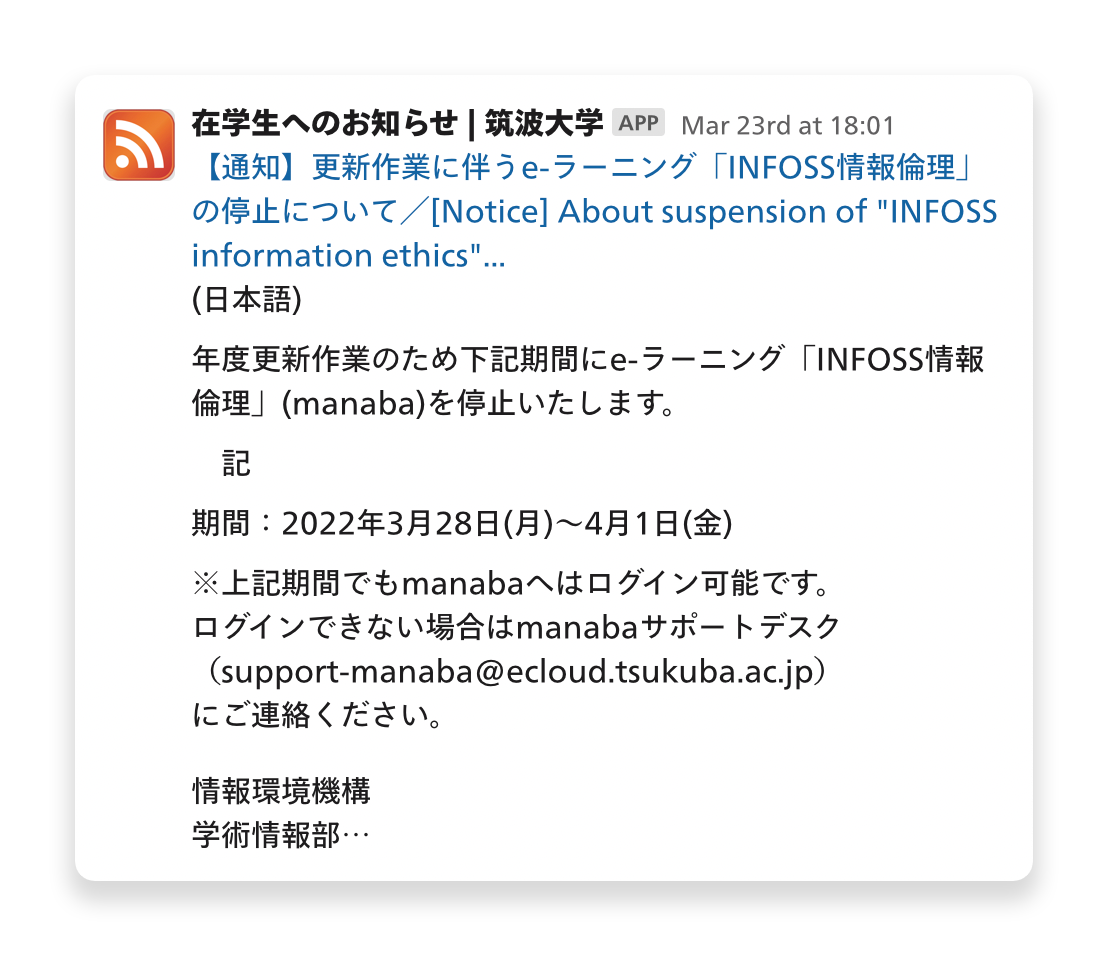 在学生へのお知らせ | 筑波大学 APP Mar 23rd at 18:01
【通知】更新作業に伴うe-ラーニング「INFOSS情報倫理」
の停止について／[Notice] About suspension of "INFOSS
information ethics"...
(日本語)
年度更新作業のため下記期間にe-ラーニング「INFOSS情報
倫理」(manaba)を停止いたします。
記
期間：2022年3月28日(月)〜4月1日(金)
※上記期間でもmanabaへはログイン可能です。
ログインできない場合はmanabaサポートデスク
（support-manaba@ecloud.tsukuba.ac.jp）
にご連絡ください。
情報環境機構
学術情報部…